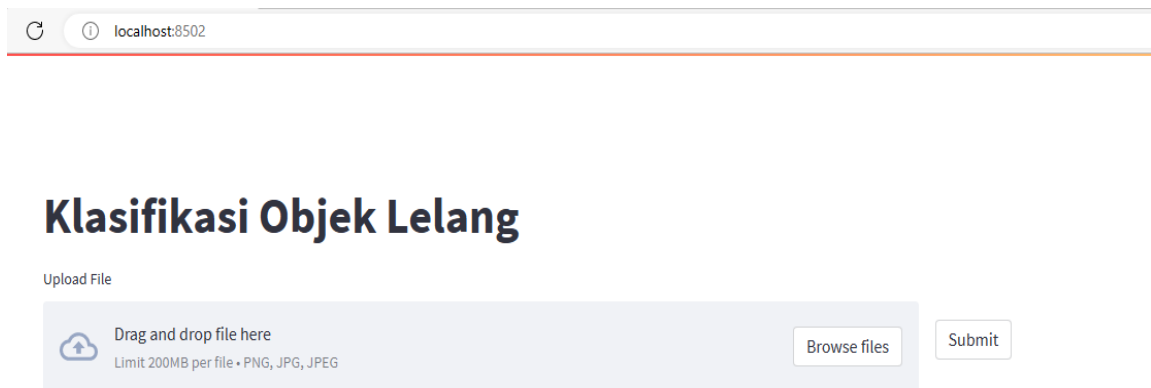 localhost:8502
Klasifikasi Objek Lelang
Upload File
Drag and drop file here
Limit 200MB per file • PNG, JPG, JPEG
Browse files
Submit